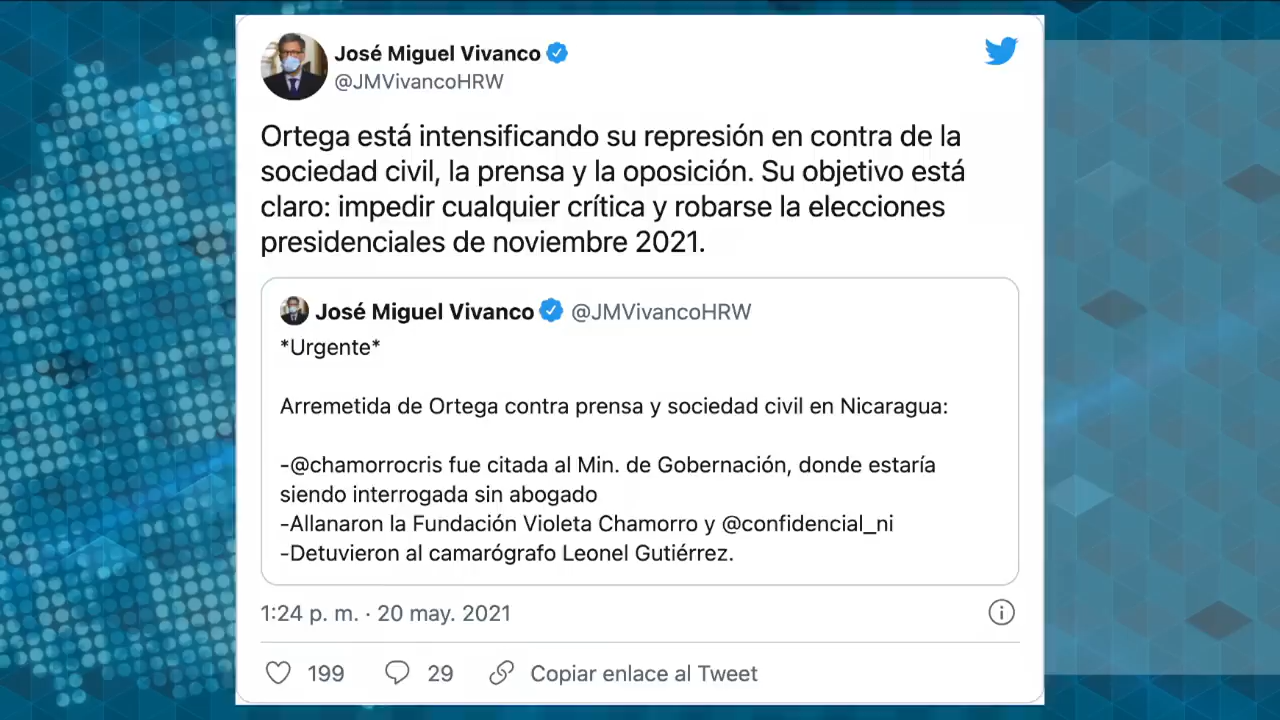 José Miguel Vivanco
@JMVivancoHRW
Ortega está intensificando su represión en contra de la
sociedad civil, la prensa y la oposición. Su objetivo está
claro: impedir cualquier crítica y robarse la elecciones
presidenciales de noviembre 2021.
José Miguel Vivanco @JMVivancoHRW
*Urgente*
Arremetida de Ortega contra prensa y sociedad civil en Nicaragua:
-@chamorrocris fue citada al Min. de Gobernación, donde estaría
siendo interrogada sin abogado
-Allanaron la Fundación Violeta Chamorro y @confidencial_ni
-Detuvieron al camarógrafo Leonel Gutiérrez.
1:24 p. m. · 20 may. 2021
199 29 Copiar enlace al Tweet